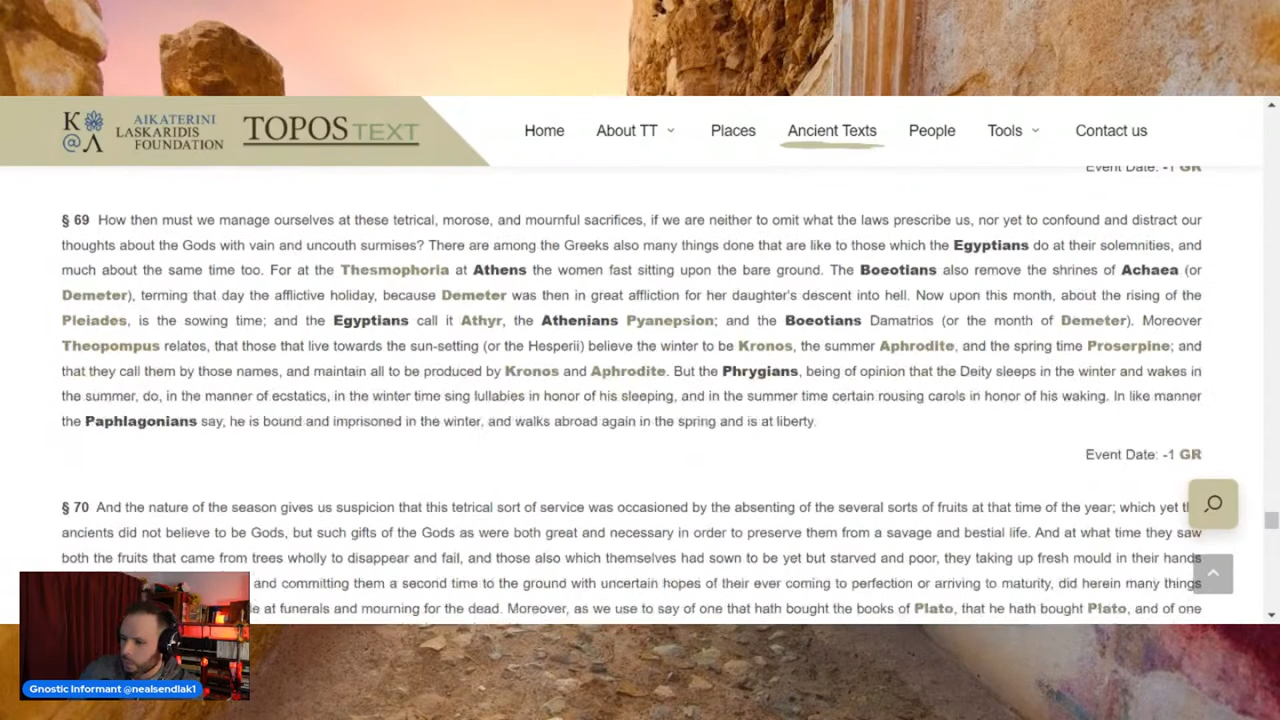 K@Λ AIKATERINI LASKARIDIS FOUNDATION
TOPOS TEXT
Home About TT Places Ancient Texts People Tools Contact us
Event Date: -1 GR
§ 69 How then must we manage ourselves at these tetrical, morose, and mournful sacrifices, if we are neither to omit what the laws prescribe us, nor yet to confound and distract our
thoughts about the Gods with vain and uncouth surmises? There are among the Greeks also many things done that are like to those which the Egyptians do at their solemnities, and
much about the same time too. For at the Thesmophoria at Athens the women fast sitting upon the bare ground. The Boeotians also remove the shrines of Achaea (or
Demeter), terming that day the afflictive holiday, because Demeter was then in great affliction for her daughter's descent into hell. Now upon this month, about the rising of the
Pleiades, is the sowing time; and the Egyptians call it Athyr, the Athenians Pyanepsion; and the Boeotians Damatrios (or the month of Demeter). Moreover
Theopompus relates, that those that live towards the sun-setting (or the Hesperii) believe the winter to be Kronos, the summer Aphrodite, and the spring time Proserpine; and
that they call them by those names, and maintain all to be produced by Kronos and Aphrodite. But the Phrygians, being of opinion that the Deity sleeps in the winter and wakes in
the summer, do, in the manner of ecstatics, in the winter time sing lullabies in honor of his sleeping, and in the summer time certain rousing carols in honor of his waking. In like manner
the Paphlagonians say, he is bound and imprisoned in the winter, and walks abroad again in the spring and is at liberty.
Event Date: -1 GR
§ 70 And the nature of the season gives us suspicion that this tetrical sort of service was occasioned by the absenting of the several sorts of fruits at that time of the year; which yet
ancients did not believe to be Gods, but such gifts of the Gods as were both great and necessary in order to preserve them from a savage and bestial life. And at what time they saw
both the fruits that came from trees wholly to disappear and fail, and those also which themselves had sown to be yet but starved and poor, they taking up fresh mould in their hands
and committing them a second time to the ground with uncertain hopes of their ever coming to perfection or arriving to maturity, did herein many things
at funerals and mourning for the dead. Moreover, as we use to say of one that hath bought the books of Plato, that he hath bought Plato, and of one
Gnostic Informant @nealsendlak1